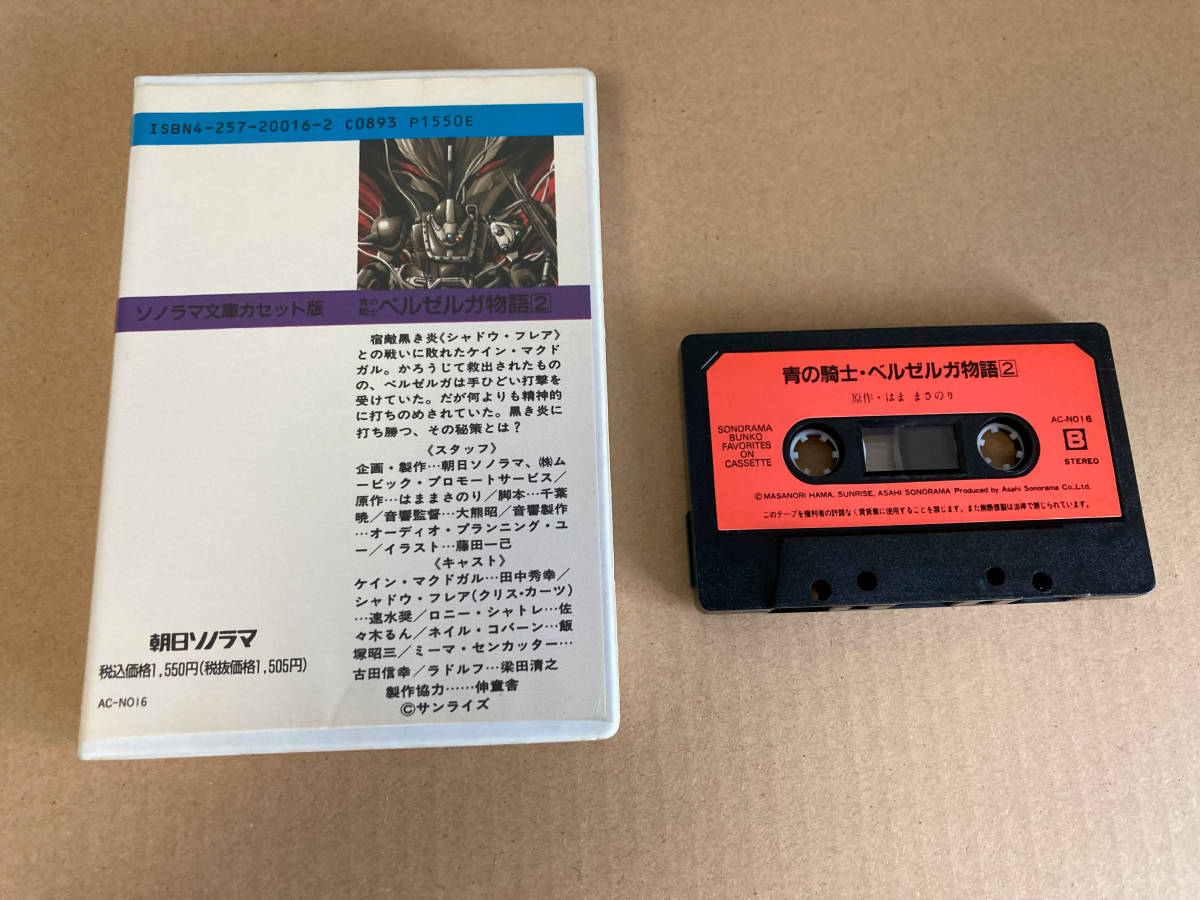 ISBN4-257-20016-2 C0893 P1550E
ソノラマ文庫カセット版
青の騎士 ベルゼルガ物語2
宿敵黒き炎《シャドウ・フレア》
との戦いに敗れたケイン・マクド
ガル。かろうじて救出されたもの
の、ベルゼルガは手ひどい打撃を
受けていた。だが何よりも精神的
に打ちのめされていた。黒き炎に
打ち勝つ、その秘策とは?
《スタッフ》
企画・製作…朝日ソノラマ、㈱ム
ービック・プロモートサービス/
原作…はままさのり/脚本…千葉
暁/音響監督…大熊昭/音響製作
…オーディオ・プランニング・ユ
ー/イラスト…藤田一己
《キャスト》
ケイン・マクドガル…田中秀幸/
シャドウ・フレア(クリス・カーツ)
…速水奨/ロニー・シャトレ…佐
々木るん/ネイル・コバーン…飯
塚昭三/ミーマ・センカッター…
古田信幸/ラドルフ…梁田清之
製作協力……伸童舎
©サンライズ
朝日ソノラマ
税込価格1,550円(税抜価格1,505円)
AC-NO16
青の騎士・ベルゼルガ物語2
原作・はま まさのり
SONORAMA
BUNKO
FAVORITES
ON
CASSETTE
AC-NO16
B
STEREO
©MASANORI HAMA, SUNRISE, ASAHI SONORAMA Produced by Asahi Sonorama Co.,Ltd.
このテープを権利者の許諾なく賃貸業に使用することを禁じます。また無断複製は法律で禁じられています。